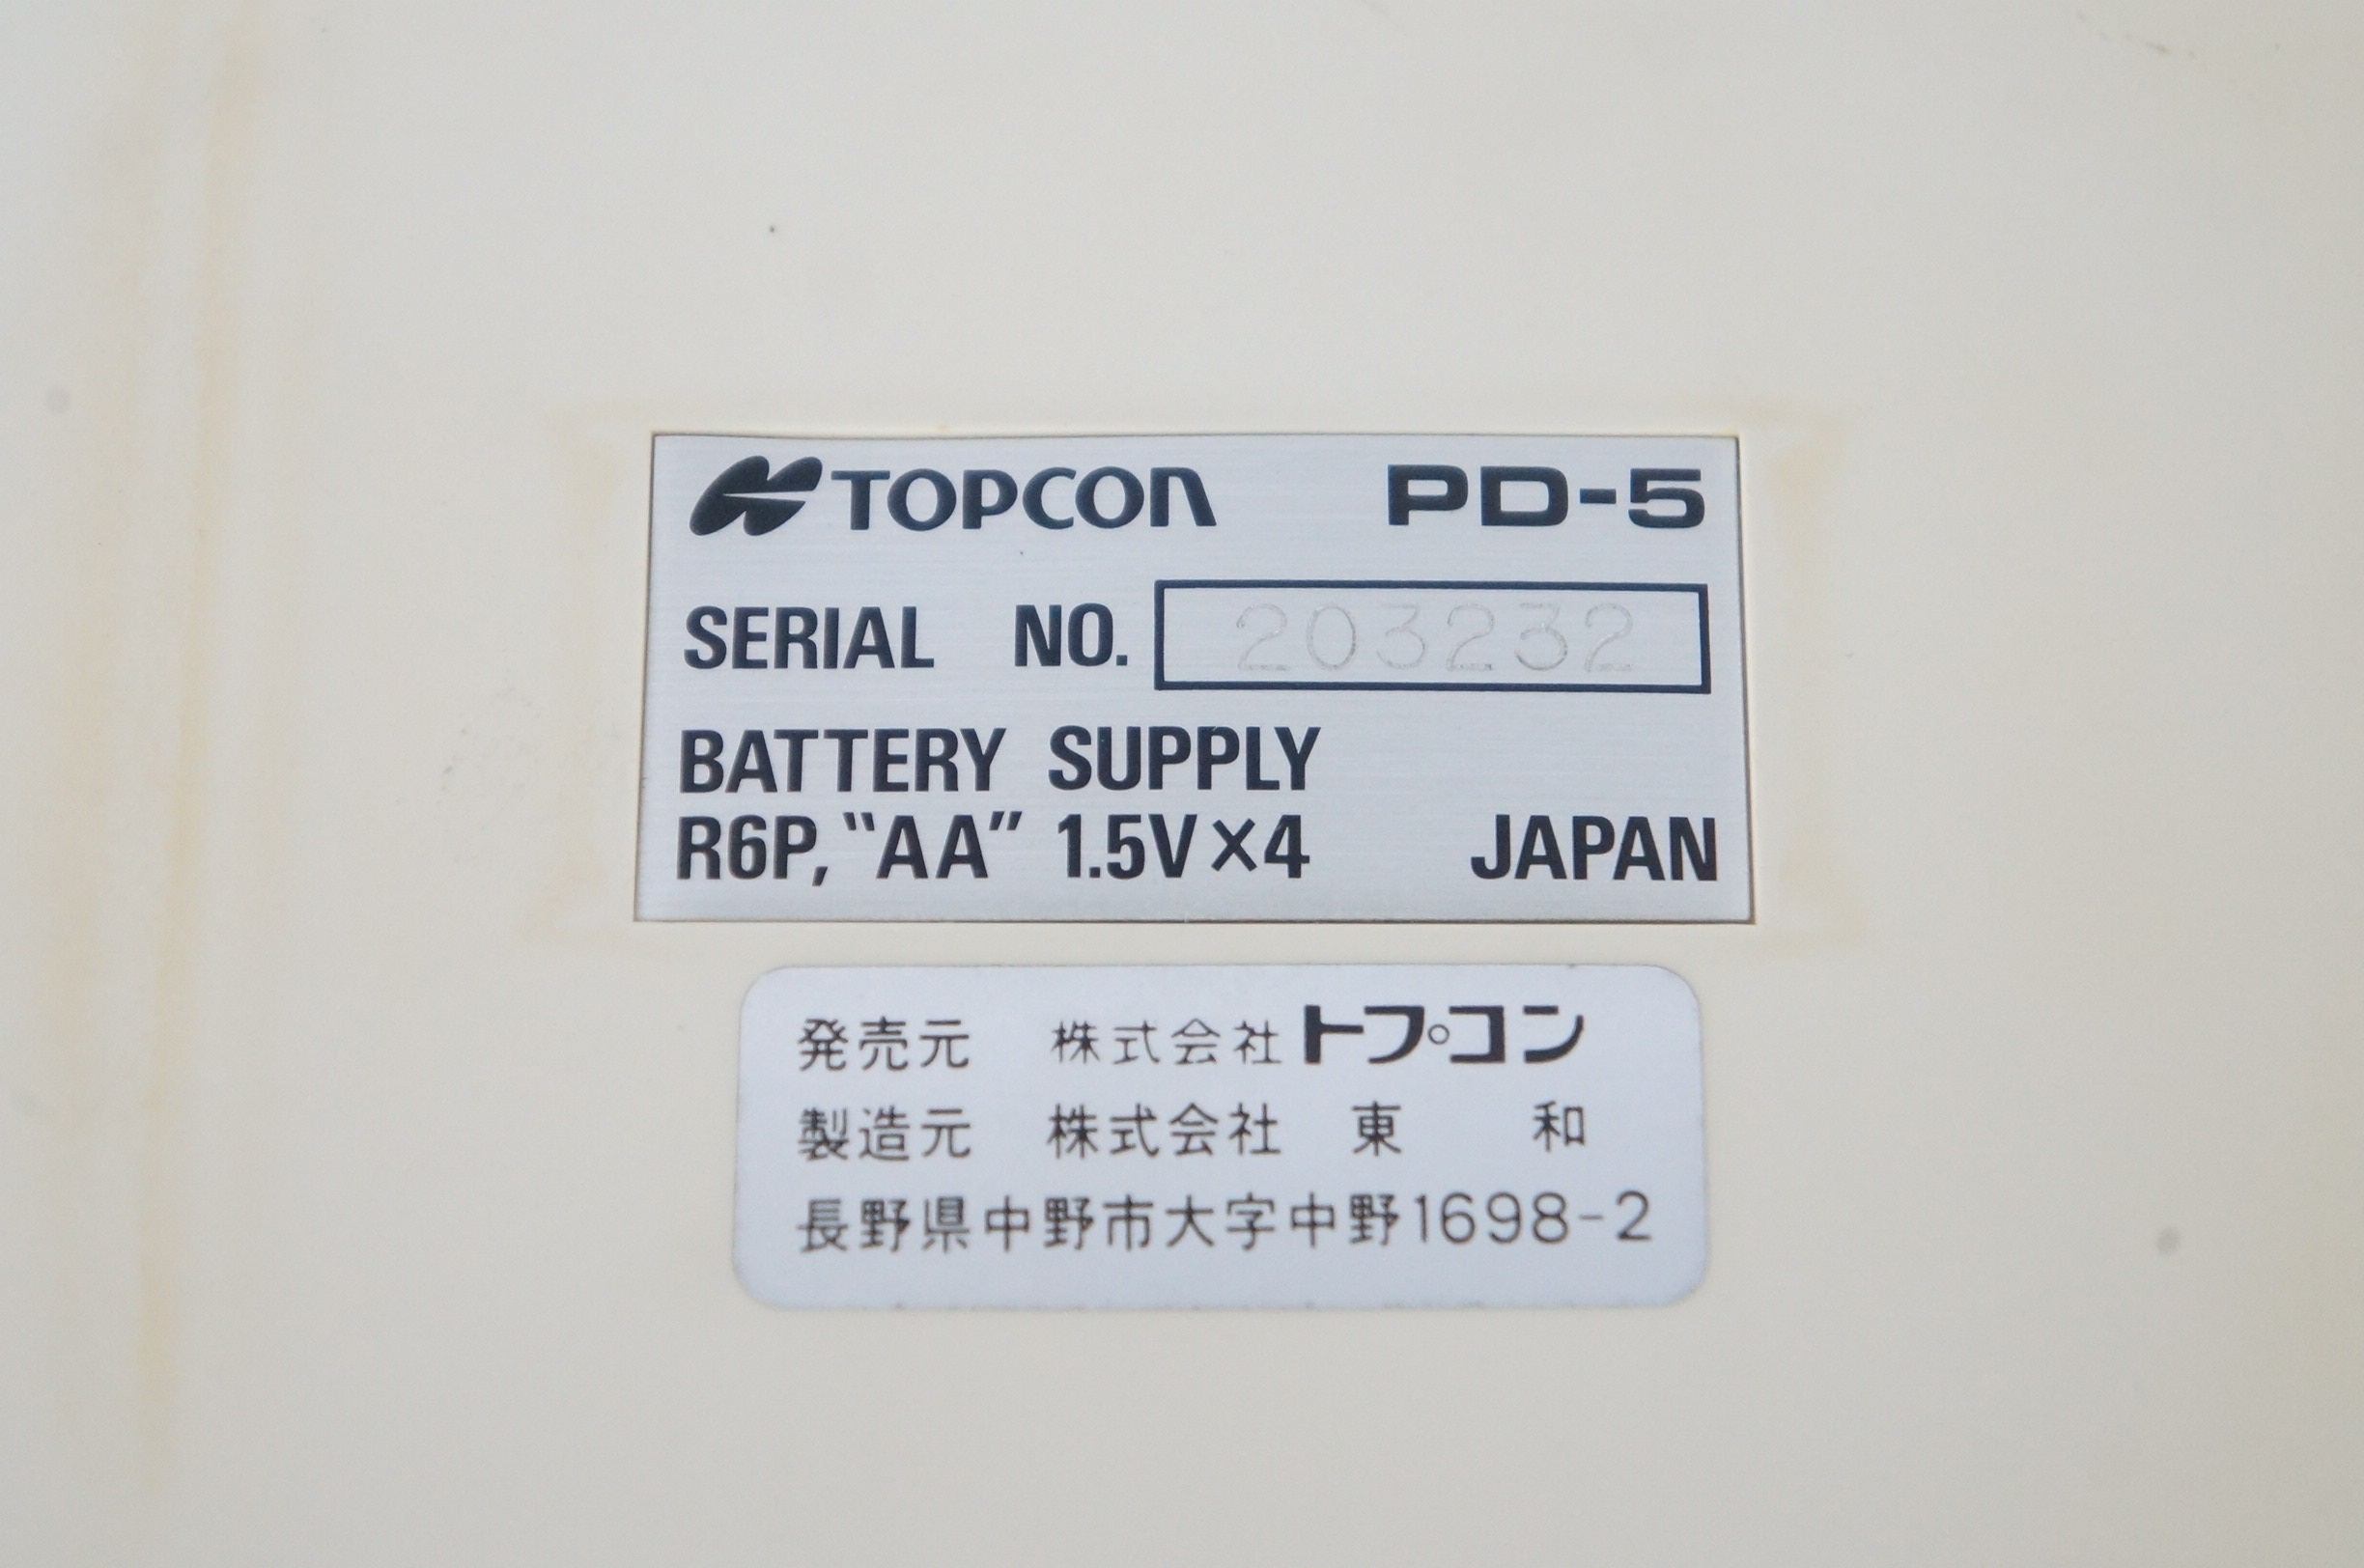 TOPCON PD-5
SERIAL NO. 203232
BATTERY SUPPLY
R6P, "AA" 1.5V×4 JAPAN
発売元 株式会社トプコン
製造元 株式会社 東 和
長野県中野市大字中野1698-2